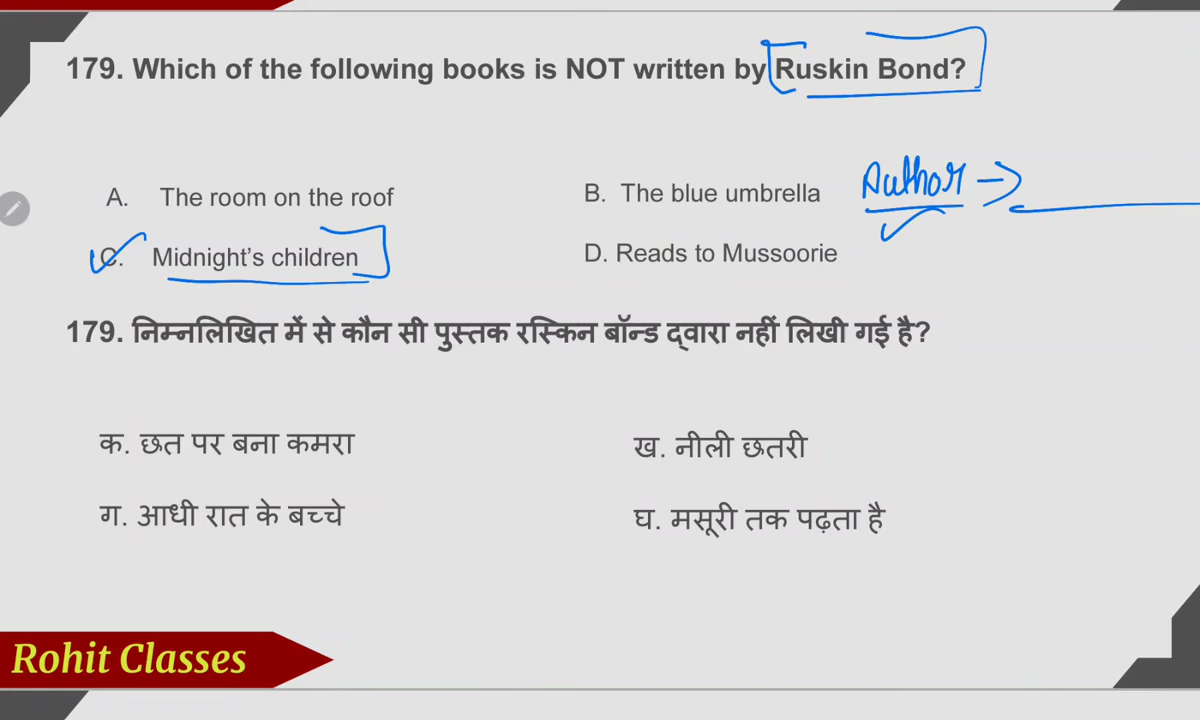 179. Which of the following books is NOT written by Ruskin Bond?
A. The room on the roof
B. The blue umbrella
Author →
C. Midnight's children
D. Reads to Mussoorie
179. निम्नलिखित में से कौन सी पुस्तक रस्किन बॉन्ड द्वारा नहीं लिखी गई है?
क. छत पर बना कमरा
ख. नीली छतरी
ग. आधी रात के बच्चे
घ. मसूरी तक पढ़ता है
Rohit Classes